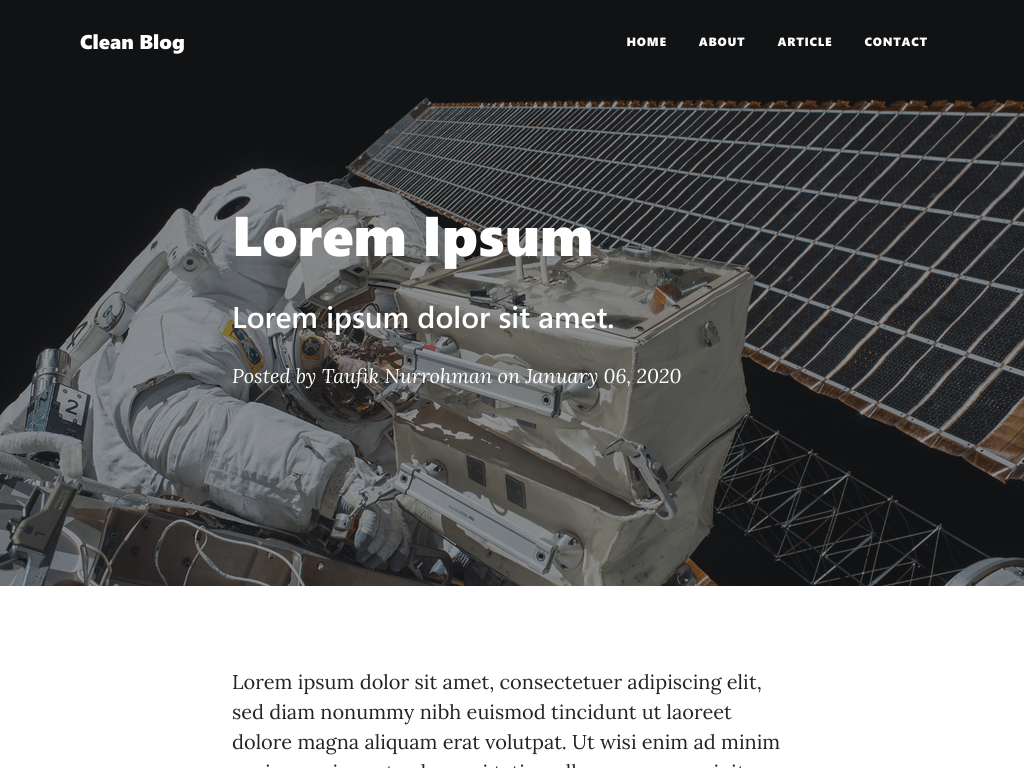 Clean Blog
HOME ABOUT ARTICLE CONTACT
Lorem Ipsum
Lorem ipsum dolor sit amet.
Posted by Taufik Nurrohman on January 06, 2020
2
Lorem ipsum dolor sit amet, consectetuer adipiscing elit,
sed diam nonummy nibh euismod tincidunt ut laoreet
dolore magna aliquam erat volutpat. Ut wisi enim ad minim